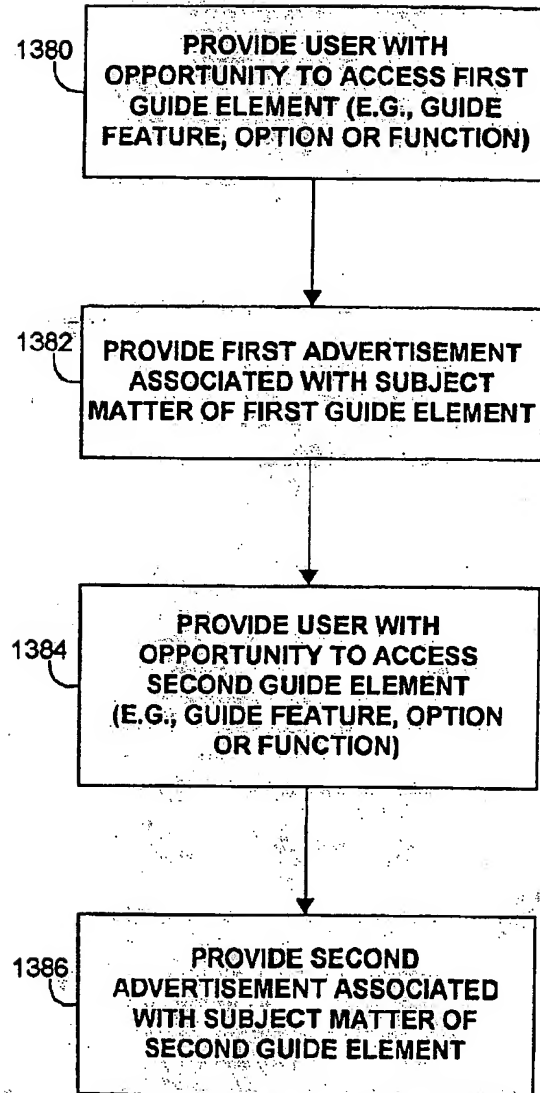 1380
PROVIDE USER WITH
OPPORTUNITY TO ACCESS FIRST
GUIDE ELEMENT (E.G., GUIDE
FEATURE, OPTION OR FUNCTION)
1382
PROVIDE FIRST ADVERTISEMENT
ASSOCIATED WITH SUBJECT
MATTER OF FIRST GUIDE ELEMENT
1384
PROVIDE USER WITH
OPPORTUNITY TO ACCESS
SECOND GUIDE ELEMENT
(E.G., GUIDE FEATURE, OPTION
OR FUNCTION)
1386
PROVIDE SECOND
ADVERTISEMENT ASSOCIATED
WITH SUBJECT MATTER OF
SECOND GUIDE ELEMENT